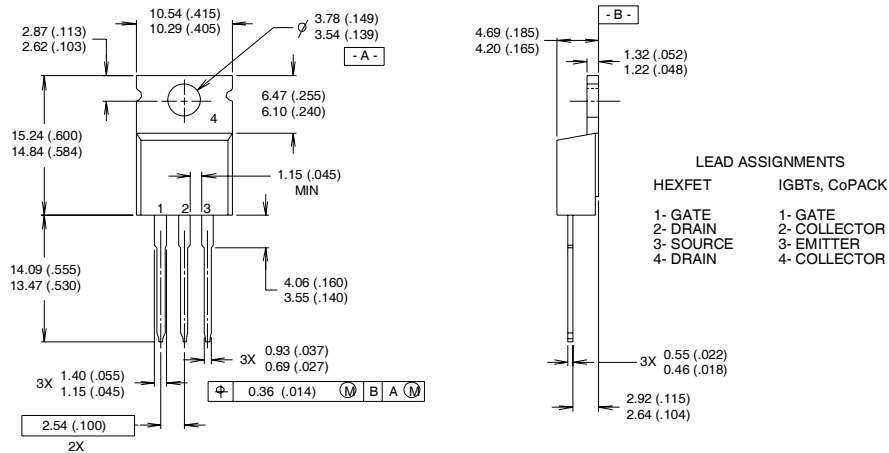 10.54 (.415)
10.29 (.405)
2.87 (.113)
2.62 (.103)
ø 3.78 (.149)
3.54 (.139)
- A -
6.47 (.255)
6.10 (.240)
4
15.24 (.600)
14.84 (.584)
1.15 (.045)
MIN
1 2 3
14.09 (.555)
13.47 (.530)
4.06 (.160)
3.55 (.140)
3X 0.93 (.037)
0.69 (.027)
3X 1.40 (.055)
1.15 (.045)
⌖ 0.36 (.014) Ⓜ B A Ⓜ
2.54 (.100)
2X
- B -
4.69 (.185)
4.20 (.165)
1.32 (.052)
1.22 (.048)
3X 0.55 (.022)
0.46 (.018)
2.92 (.115)
2.64 (.104)
LEAD ASSIGNMENTS
HEXFET
1- GATE
2- DRAIN
3- SOURCE
4- DRAIN
IGBTs, CoPACK
1- GATE
2- COLLECTOR
3- EMITTER
4- COLLECTOR